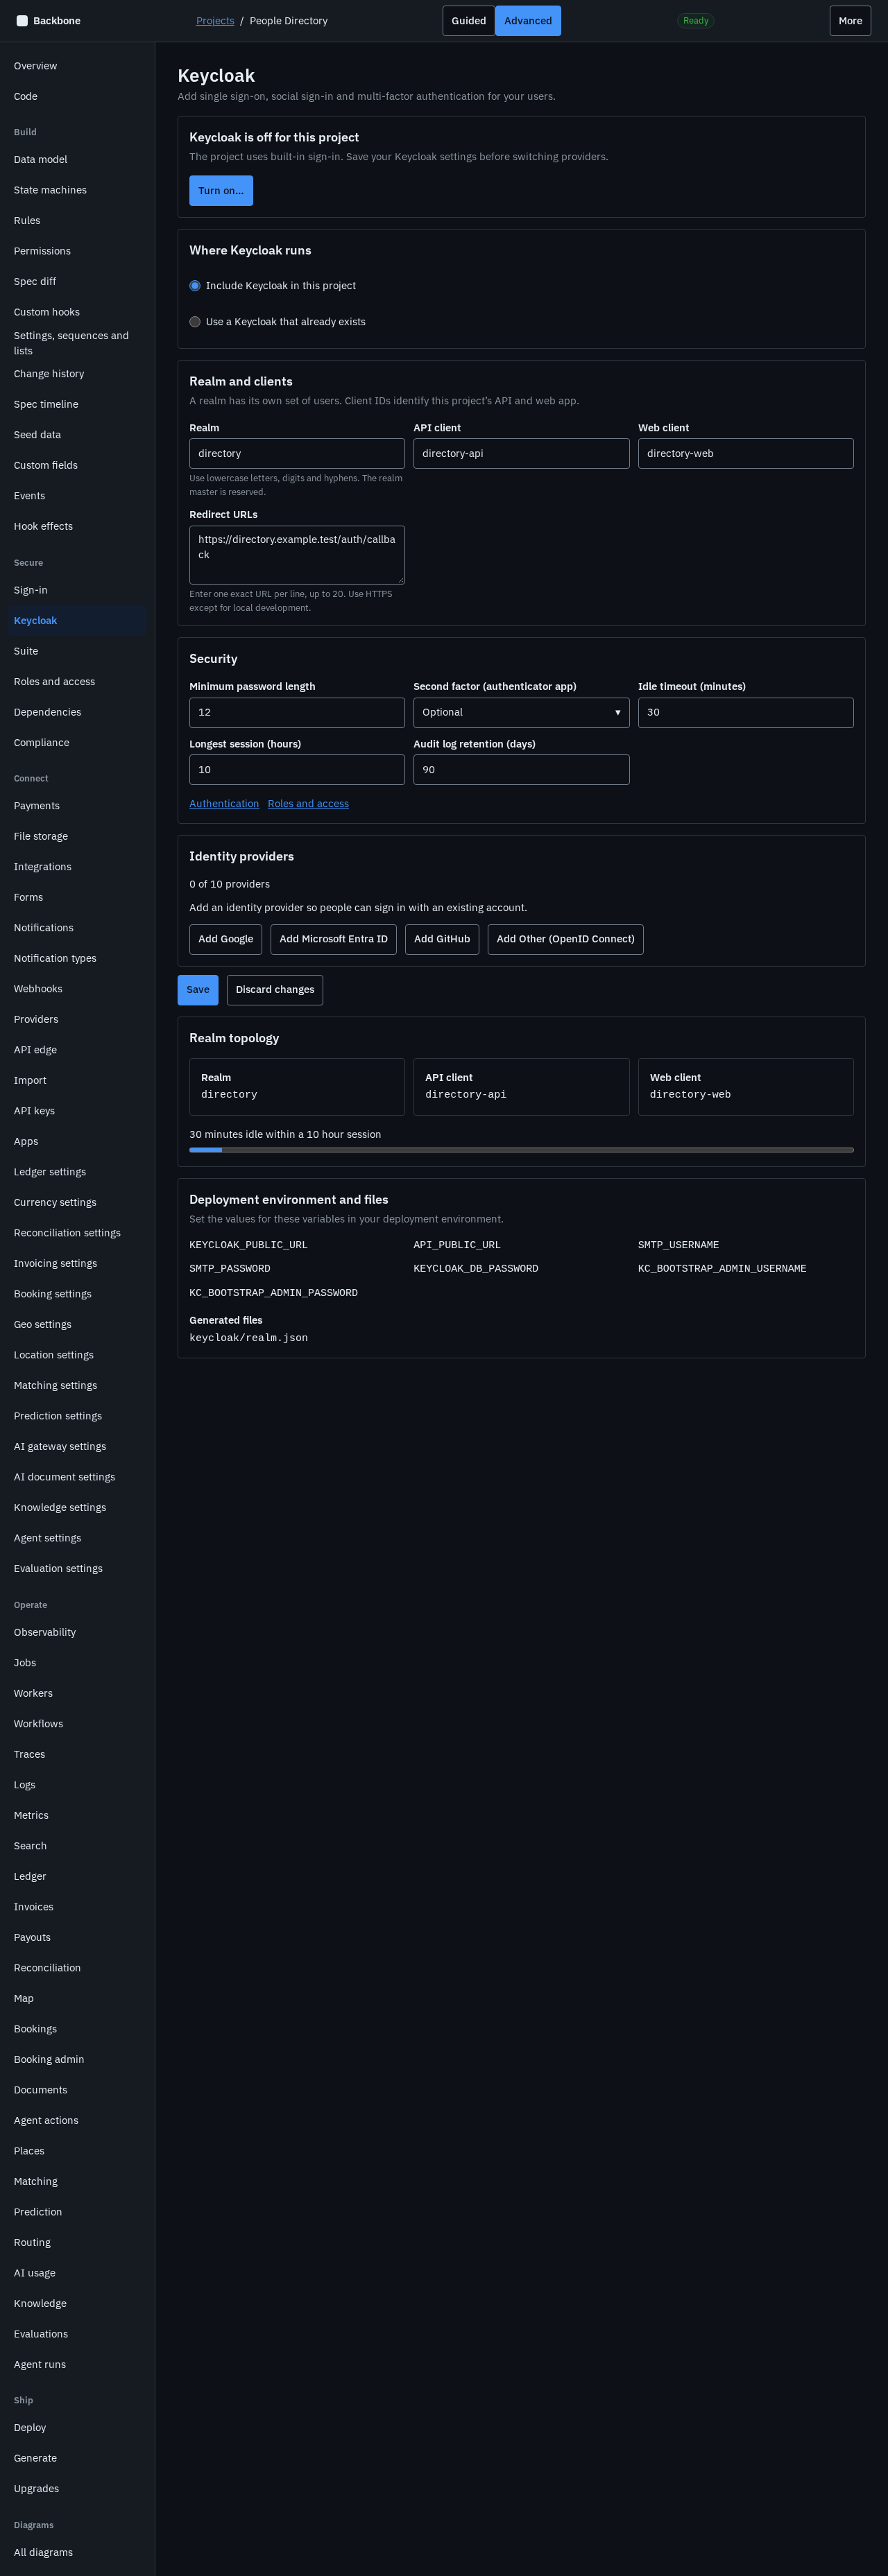 Backbone
Projects / People Directory
Guided
Advanced
Ready
More
Overview
Code
Build
Data model
State machines
Rules
Permissions
Spec diff
Custom hooks
Settings, sequences and
lists
Change history
Spec timeline
Seed data
Custom fields
Events
Hook effects
Secure
Sign-in
Keycloak
Suite
Roles and access
Dependencies
Compliance
Connect
Payments
File storage
Integrations
Forms
Notifications
Notification types
Webhooks
Providers
API edge
Import
API keys
Apps
Ledger settings
Currency settings
Reconciliation settings
Invoicing settings
Booking settings
Geo settings
Location settings
Matching settings
Prediction settings
AI gateway settings
AI document settings
Knowledge settings
Agent settings
Evaluation settings
Operate
Observability
Jobs
Workers
Workflows
Traces
Logs
Metrics
Search
Ledger
Invoices
Payouts
Reconciliation
Map
Bookings
Booking admin
Documents
Agent actions
Places
Matching
Prediction
Routing
AI usage
Knowledge
Evaluations
Agent runs
Ship
Deploy
Generate
Upgrades
Diagrams
All diagrams
Keycloak
Add single sign-on, social sign-in and multi-factor authentication for your users.
Keycloak is off for this project
The project uses built-in sign-in. Save your Keycloak settings before switching providers.
Turn on...
Where Keycloak runs
Include Keycloak in this project
Use a Keycloak that already exists
Realm and clients
A realm has its own set of users. Client IDs identify this project’s API and web app.
Realm
API client
Web client
directory
directory-api
directory-web
Use lowercase letters, digits and hyphens. The realm
master is reserved.
Redirect URLs
https://directory.example.test/auth/callba
ck
Enter one exact URL per line, up to 20. Use HTTPS
except for local development.
Security
Minimum password length
Second factor (authenticator app)
Idle timeout (minutes)
12
Optional
30
Longest session (hours)
Audit log retention (days)
10
90
Authentication
Roles and access
Identity providers
0 of 10 providers
Add an identity provider so people can sign in with an existing account.
Add Google
Add Microsoft Entra ID
Add GitHub
Add Other (OpenID Connect)
Save
Discard changes
Realm topology
Realm
directory
API client
directory-api
Web client
directory-web
30 minutes idle within a 10 hour session
Deployment environment and files
Set the values for these variables in your deployment environment.
KEYCLOAK_PUBLIC_URL
API_PUBLIC_URL
SMTP_USERNAME
SMTP_PASSWORD
KEYCLOAK_DB_PASSWORD
KC_BOOTSTRAP_ADMIN_USERNAME
KC_BOOTSTRAP_ADMIN_PASSWORD
Generated files
keycloak/realm.json